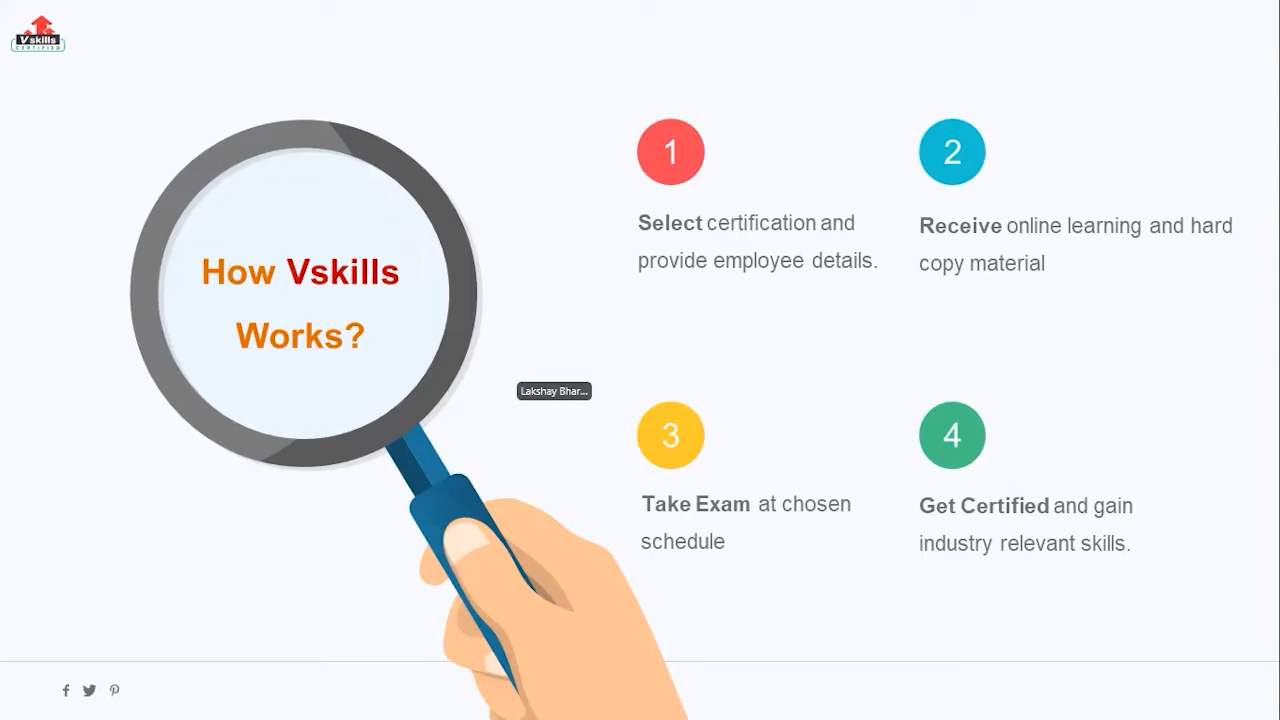 Vskills
CERTIFIED
How Vskills
Works?
1
Select certification and
provide employee details.
2
Receive online learning and hard
copy material
Lakshay Bhar...
3
Take Exam at chosen
schedule
4
Get Certified and gain
industry relevant skills.